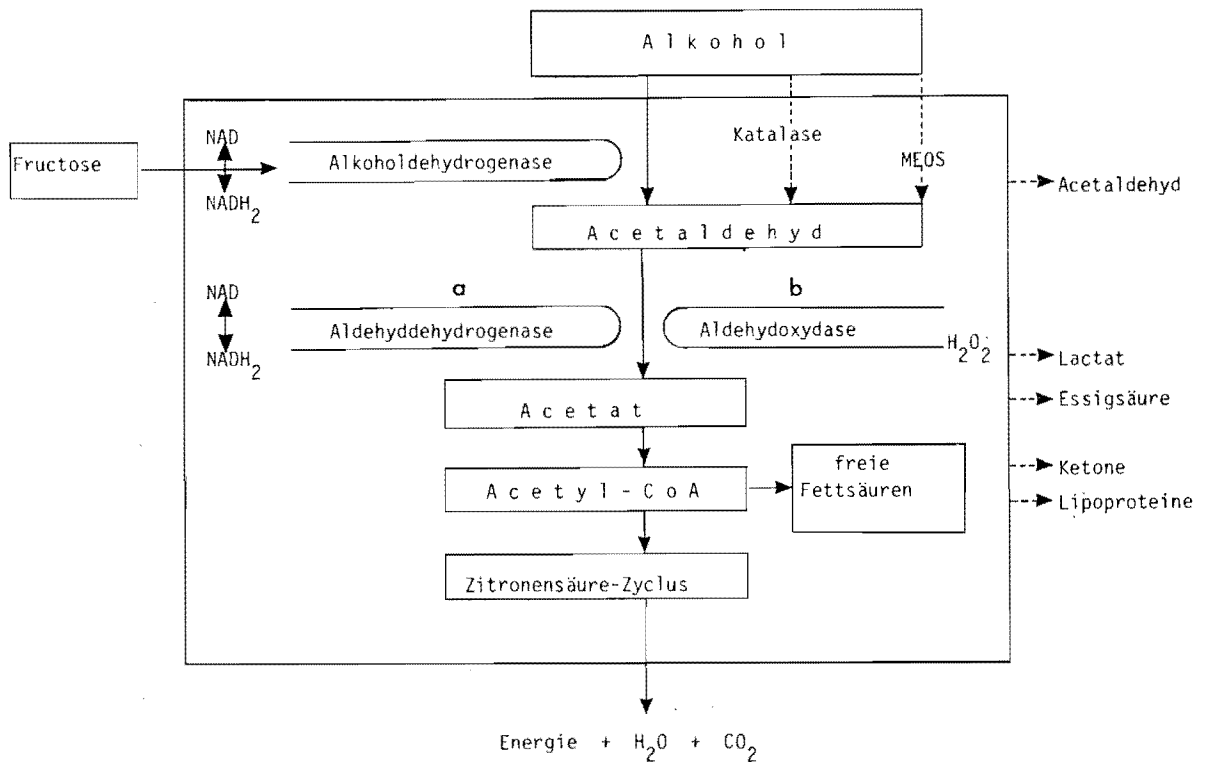 Alkohol
NAD
Katalase
Fructose
Alkoholdehydrogenase
MEOS
Acetaldehyd
NADH2
Acetaldehyd
NAD
a
b
Aldehyddehydrogenase
Aldehydoxydase
H2O2
NADH2
Lactat
Essigsäure
Acetat
freie
Fettsäuren
Ketone
Acetyl-CoA
Lipoproteine
Zitronensäure-Zyclus
Energie + H2O + CO2